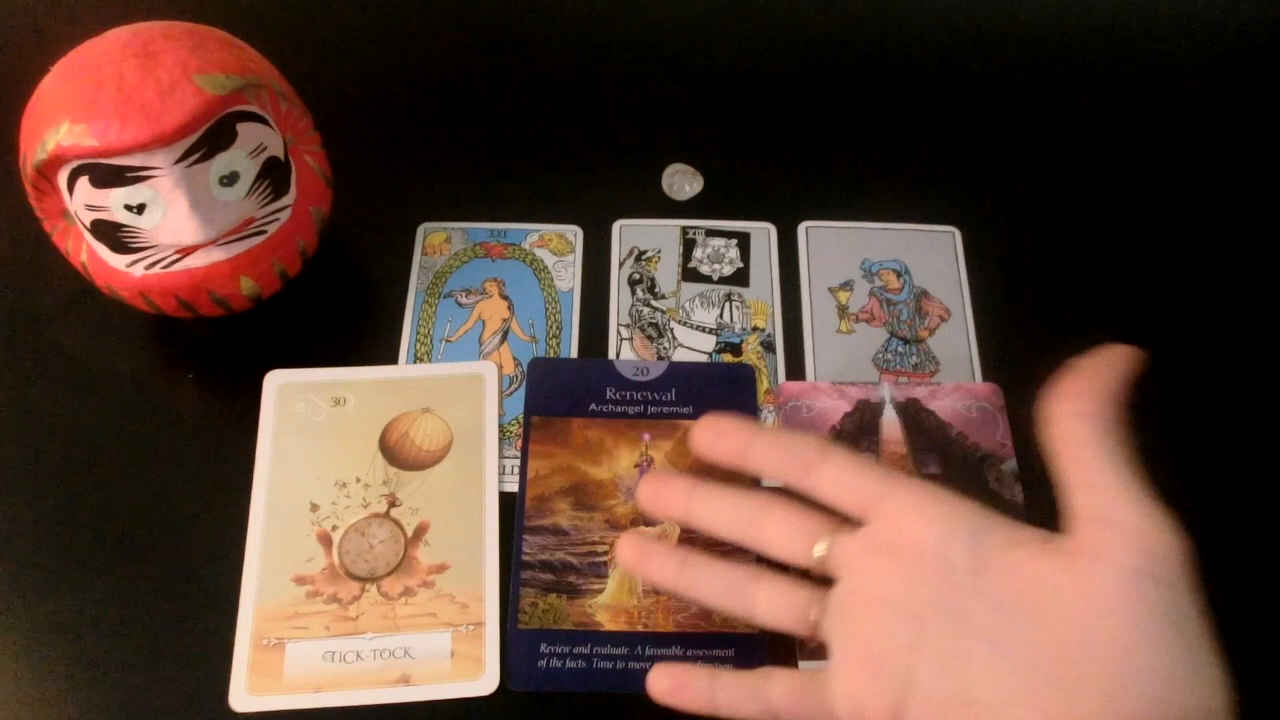 XXI
XIII
30
TICK-TOCK
20
Renewal
Archangel Jeremiel
Review and evaluate. A favorable assessment
of the facts. Time to move direction.